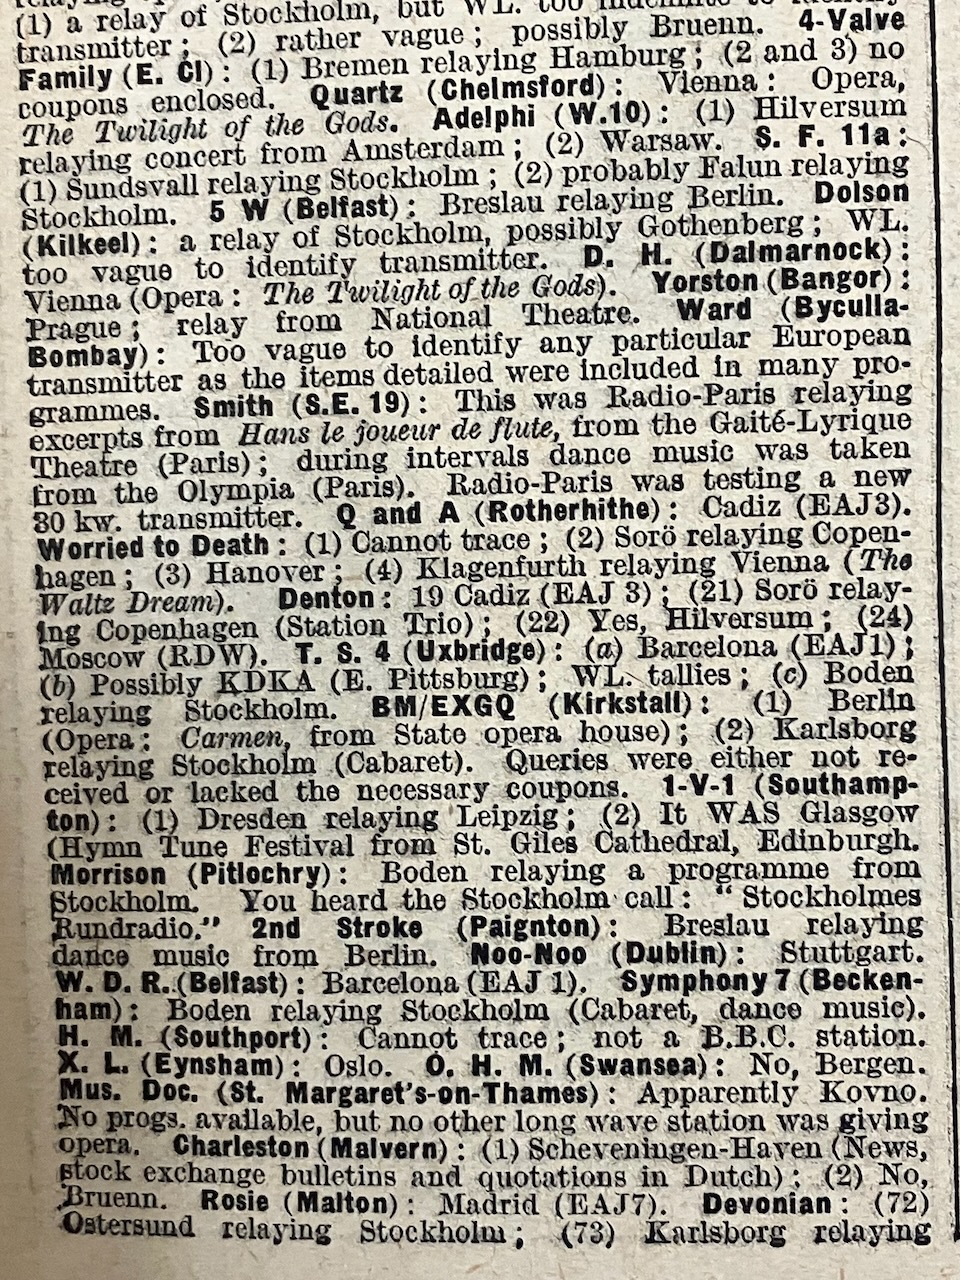 (1) a relay of Stockholm, but WL. too indefinite to identify
transmitter; (2) rather vague; possibly Bruenn. 4-Valve
Family (E. CI): (1) Bremen relaying Hamburg; (2 and 3) no
coupons enclosed. Quartz (Chelmsford): Vienna: Opera,
The Twilight of the Gods. Adelphi (W.10): (1) Hilversum
relaying concert from Amsterdam; (2) Warsaw. S. F. 11a:
(1) Sundsvall relaying Stockholm; (2) probably Falun relaying
Stockholm. 5 W (Belfast): Breslau relaying Berlin. Dolson
(Kilkeel): a relay of Stockholm, possibly Gothenberg; WL.
too vague to identify transmitter. D. H. (Dalmarnock):
Vienna (Opera: The Twilight of the Gods). Yorston (Bangor):
Prague; relay from National Theatre. Ward (Byculla-
Bombay): Too vague to identify any particular European
transmitter as the items detailed were included in many pro-
grammes. Smith (S.E. 19): This was Radio-Paris relaying
excerpts from Hans le joueur de flute, from the Gaité-Lyrique
Theatre (Paris); during intervals dance music was taken
from the Olympia (Paris). Radio-Paris was testing a new
30 kw. transmitter. Q and A (Rotherhithe): Cadiz (EAJ3).
Worried to Death: (1) Cannot trace; (2) Sorö relaying Copen-
hagen; (3) Hanover; (4) Klagenfurth relaying Vienna (The
Waltz Dream). Denton: 19 Cadiz (EAJ 3); (21) Sorö relay-
ing Copenhagen (Station Trio); (22) Yes, Hilversum; (24)
Moscow (RDW). T. S. 4 (Uxbridge): (a) Barcelona (EAJ1);
(b) Possibly KDKA (E. Pittsburg); WL. tallies; (c) Boden
relaying Stockholm. BM/EXGQ (Kirkstall): (1) Berlin
(Opera: Carmen, from State opera house); (2) Karlsborg
relaying Stockholm (Cabaret). Queries were either not re-
ceived or lacked the necessary coupons. 1-V-1 (Southamp-
ton): (1) Dresden relaying Leipzig; (2) It WAS Glasgow
(Hymn Tune Festival from St. Giles Cathedral, Edinburgh.
Morrison (Pitlochry): Boden relaying a programme from
Stockholm. You heard the Stockholm call: "Stockholmes
Rundradio." 2nd Stroke (Paignton): Breslau relaying
dance music from Berlin. Noo-Noo (Dublin): Stuttgart.
W. D. R. (Belfast): Barcelona (EAJ 1). Symphony 7 (Becken-
ham): Boden relaying Stockholm (Cabaret, dance music).
H. M. (Southport): Cannot trace; not a B.B.C. station.
X. L. (Eynsham): Oslo. O. H. M. (Swansea): No, Bergen.
Mus. Doc. (St. Margaret's-on-Thames): Apparently Kovno.
No progs. available, but no other long wave station was giving
opera. Charleston (Malvern): (1) Scheveningen-Haven (News,
stock exchange bulletins and quotations in Dutch); (2) No,
Bruenn. Rosie (Malton): Madrid (EAJ7). Devonian: (72)
Ostersund relaying Stockholm; (73) Karlsborg relaying